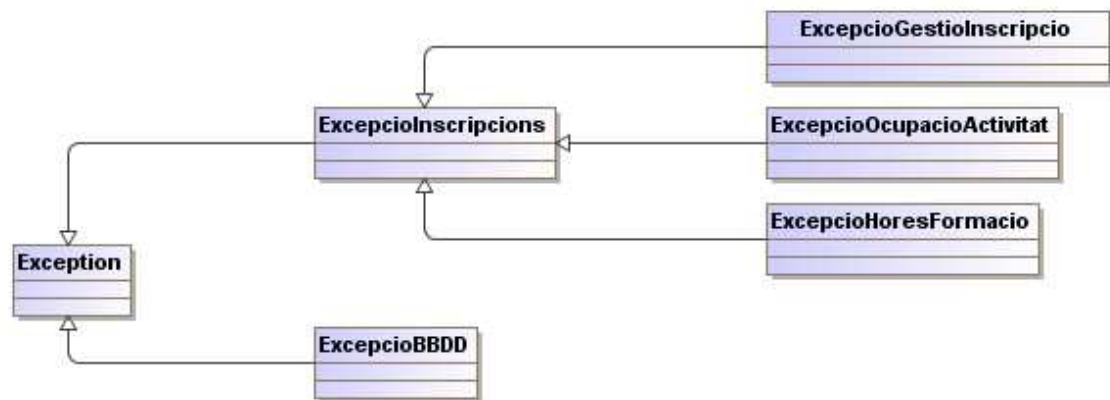 ExcepcioGestioInscripcio
ExcepcioInscripcions
ExcepcioOcupacioActivitat
ExcepcioHoresFormacio
Exception
ExcepcioBBDD